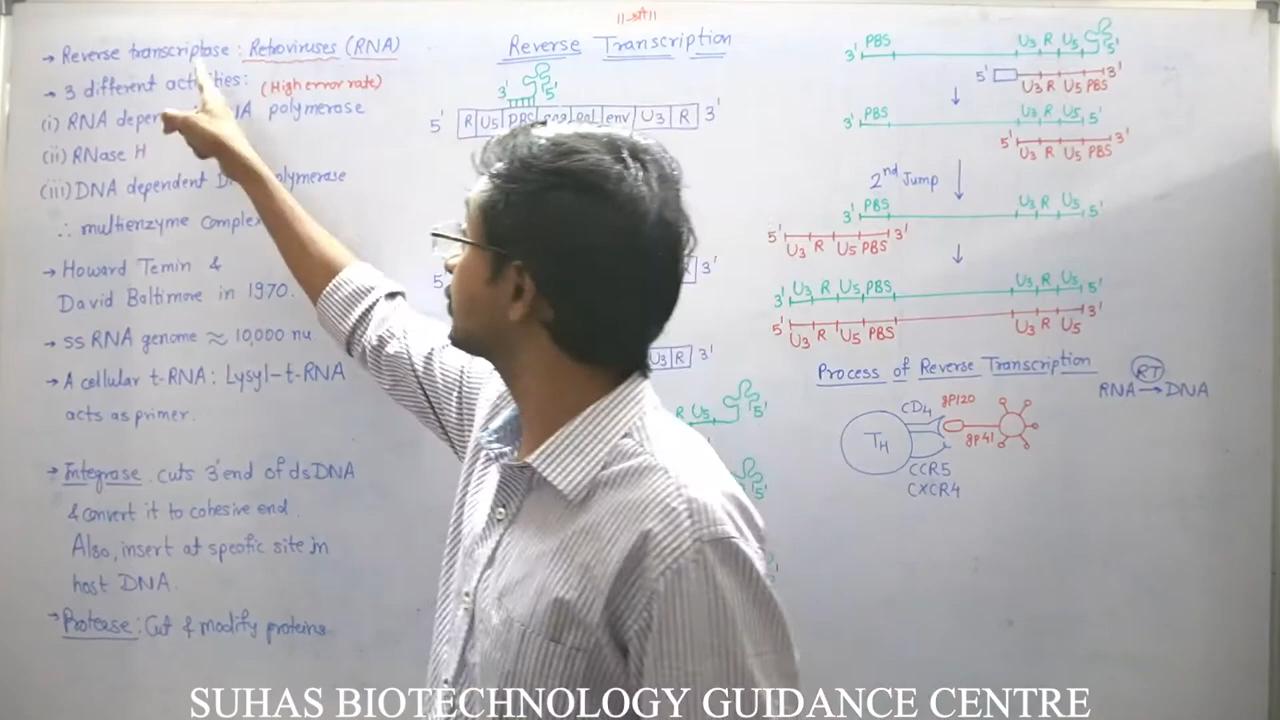 ॥श्री॥
→ Reverse transcriptase: Retroviruses (RNA)
→ 3 different activities: (High error rate)
(i) RNA depen NA polymerase
(ii) RNase H
(iii) DNA dependent D olymerase
∴ multienzyme complex
→ Howard Temin &
David Baltimore in 1970.
→ ss RNA genome ≈ 10,000 nu
→ A cellular t-RNA: Lysyl-t-RNA
acts as primer.
→ Integrase cuts 3' end of dsDNA
& convert it to cohesive end.
Also, insert at specific site in
host DNA.
→ Protease: Cut & modify proteins
Reverse Transcription
3' 5'
5' R U5 PBS gag pol env U3 R 3'
5' 3'
U3 R 3'
R U5 5'
5'
3' PBS U3 R U5 5'
5' 3'
U3 R U5 PBS
3' PBS U3 R U5 5'
5' 3'
U3 R U5 PBS
2nd Jump
3' PBS U3 R U5 5'
5' 3'
U3 R U5 PBS
3' U3 R U5 PBS U3 R U5 5'
5' U3 R U5 PBS U3 R U5 3'
Process of Reverse Transcription
RT
RNA → DNA
TH CD4 gp120
gp41
CCR5
CXCR4
SUHAS BIOTECHNOLOGY GUIDANCE CENTRE